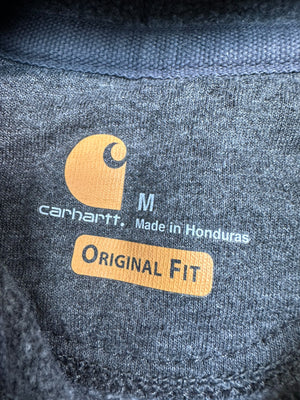 M
carhartt. Made in Honduras
ORIGINAL FIT